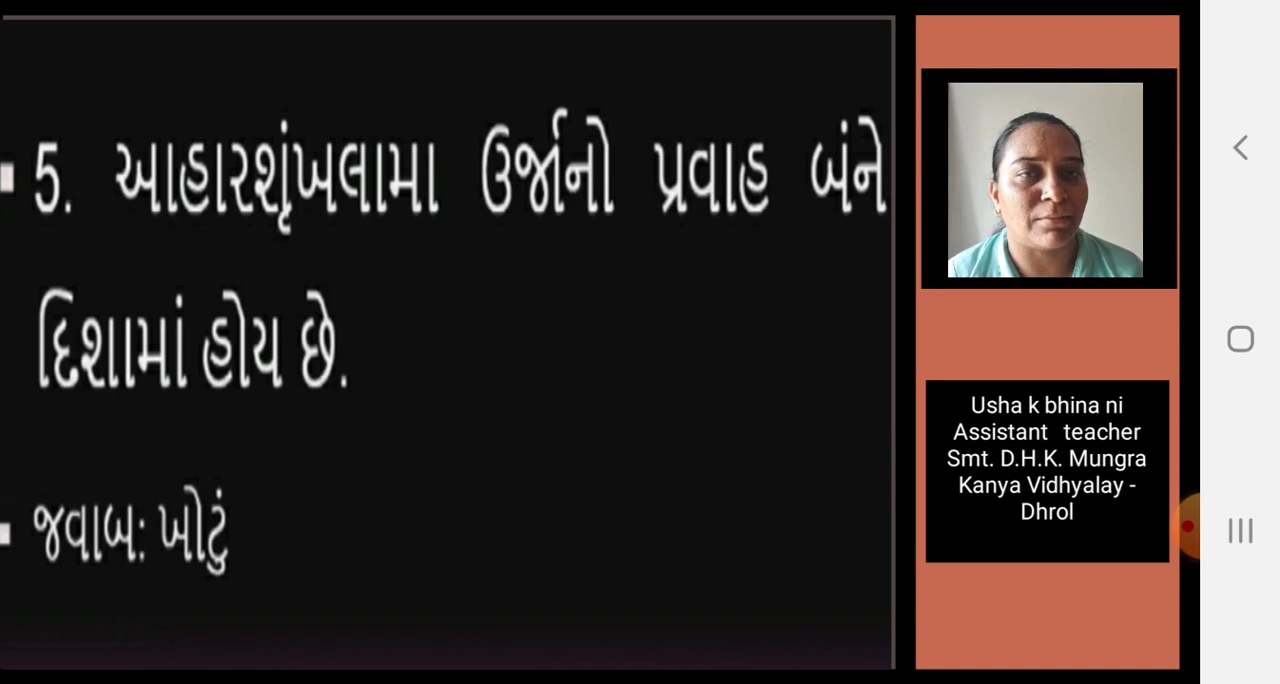 5. આહારશૃંખલામા ઉર્જાનો પ્રવાહ બંને
દિશામાં હોય છે.
જવાબ: ખોટું
Usha k bhina ni
Assistant teacher
Smt. D.H.K. Mungra
Kanya Vidhyalay -
Dhrol